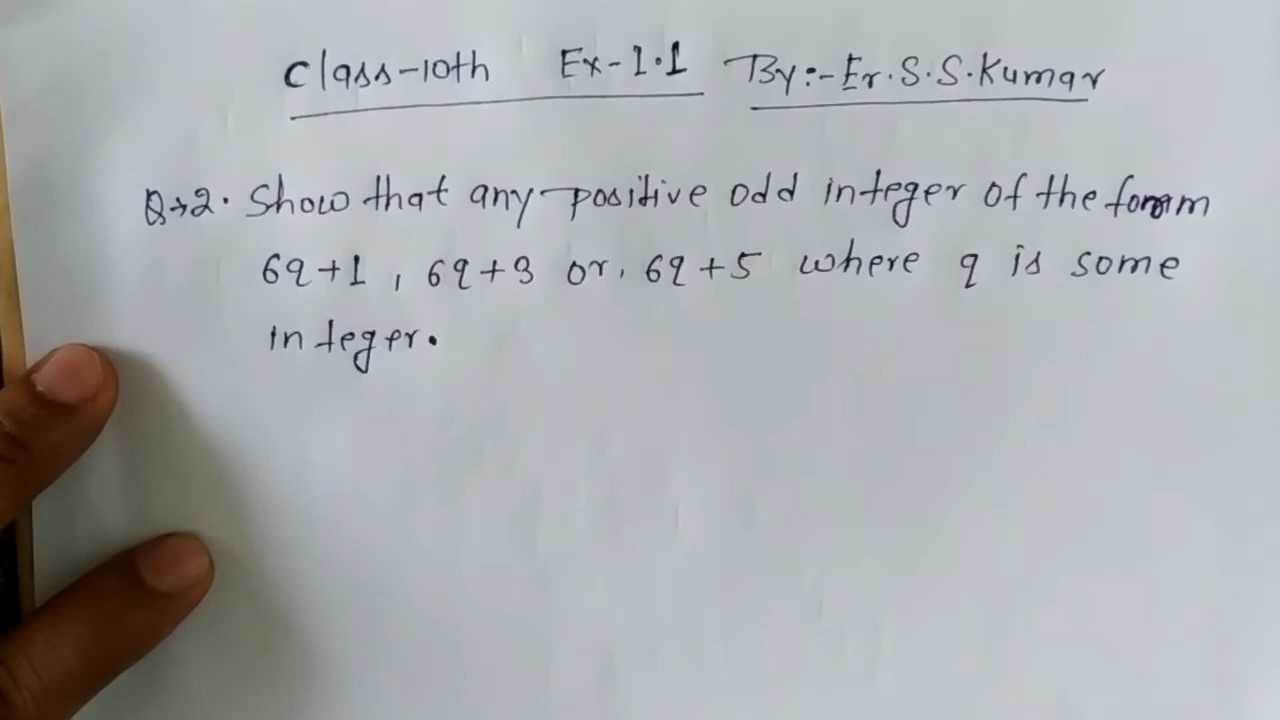 Class-10th Ex-1.1 By:-Er.S.S.Kumar
Q→2. Show that any positive odd integer of the form
6q+1, 6q+3 or, 6q+5 where q is some
integer.